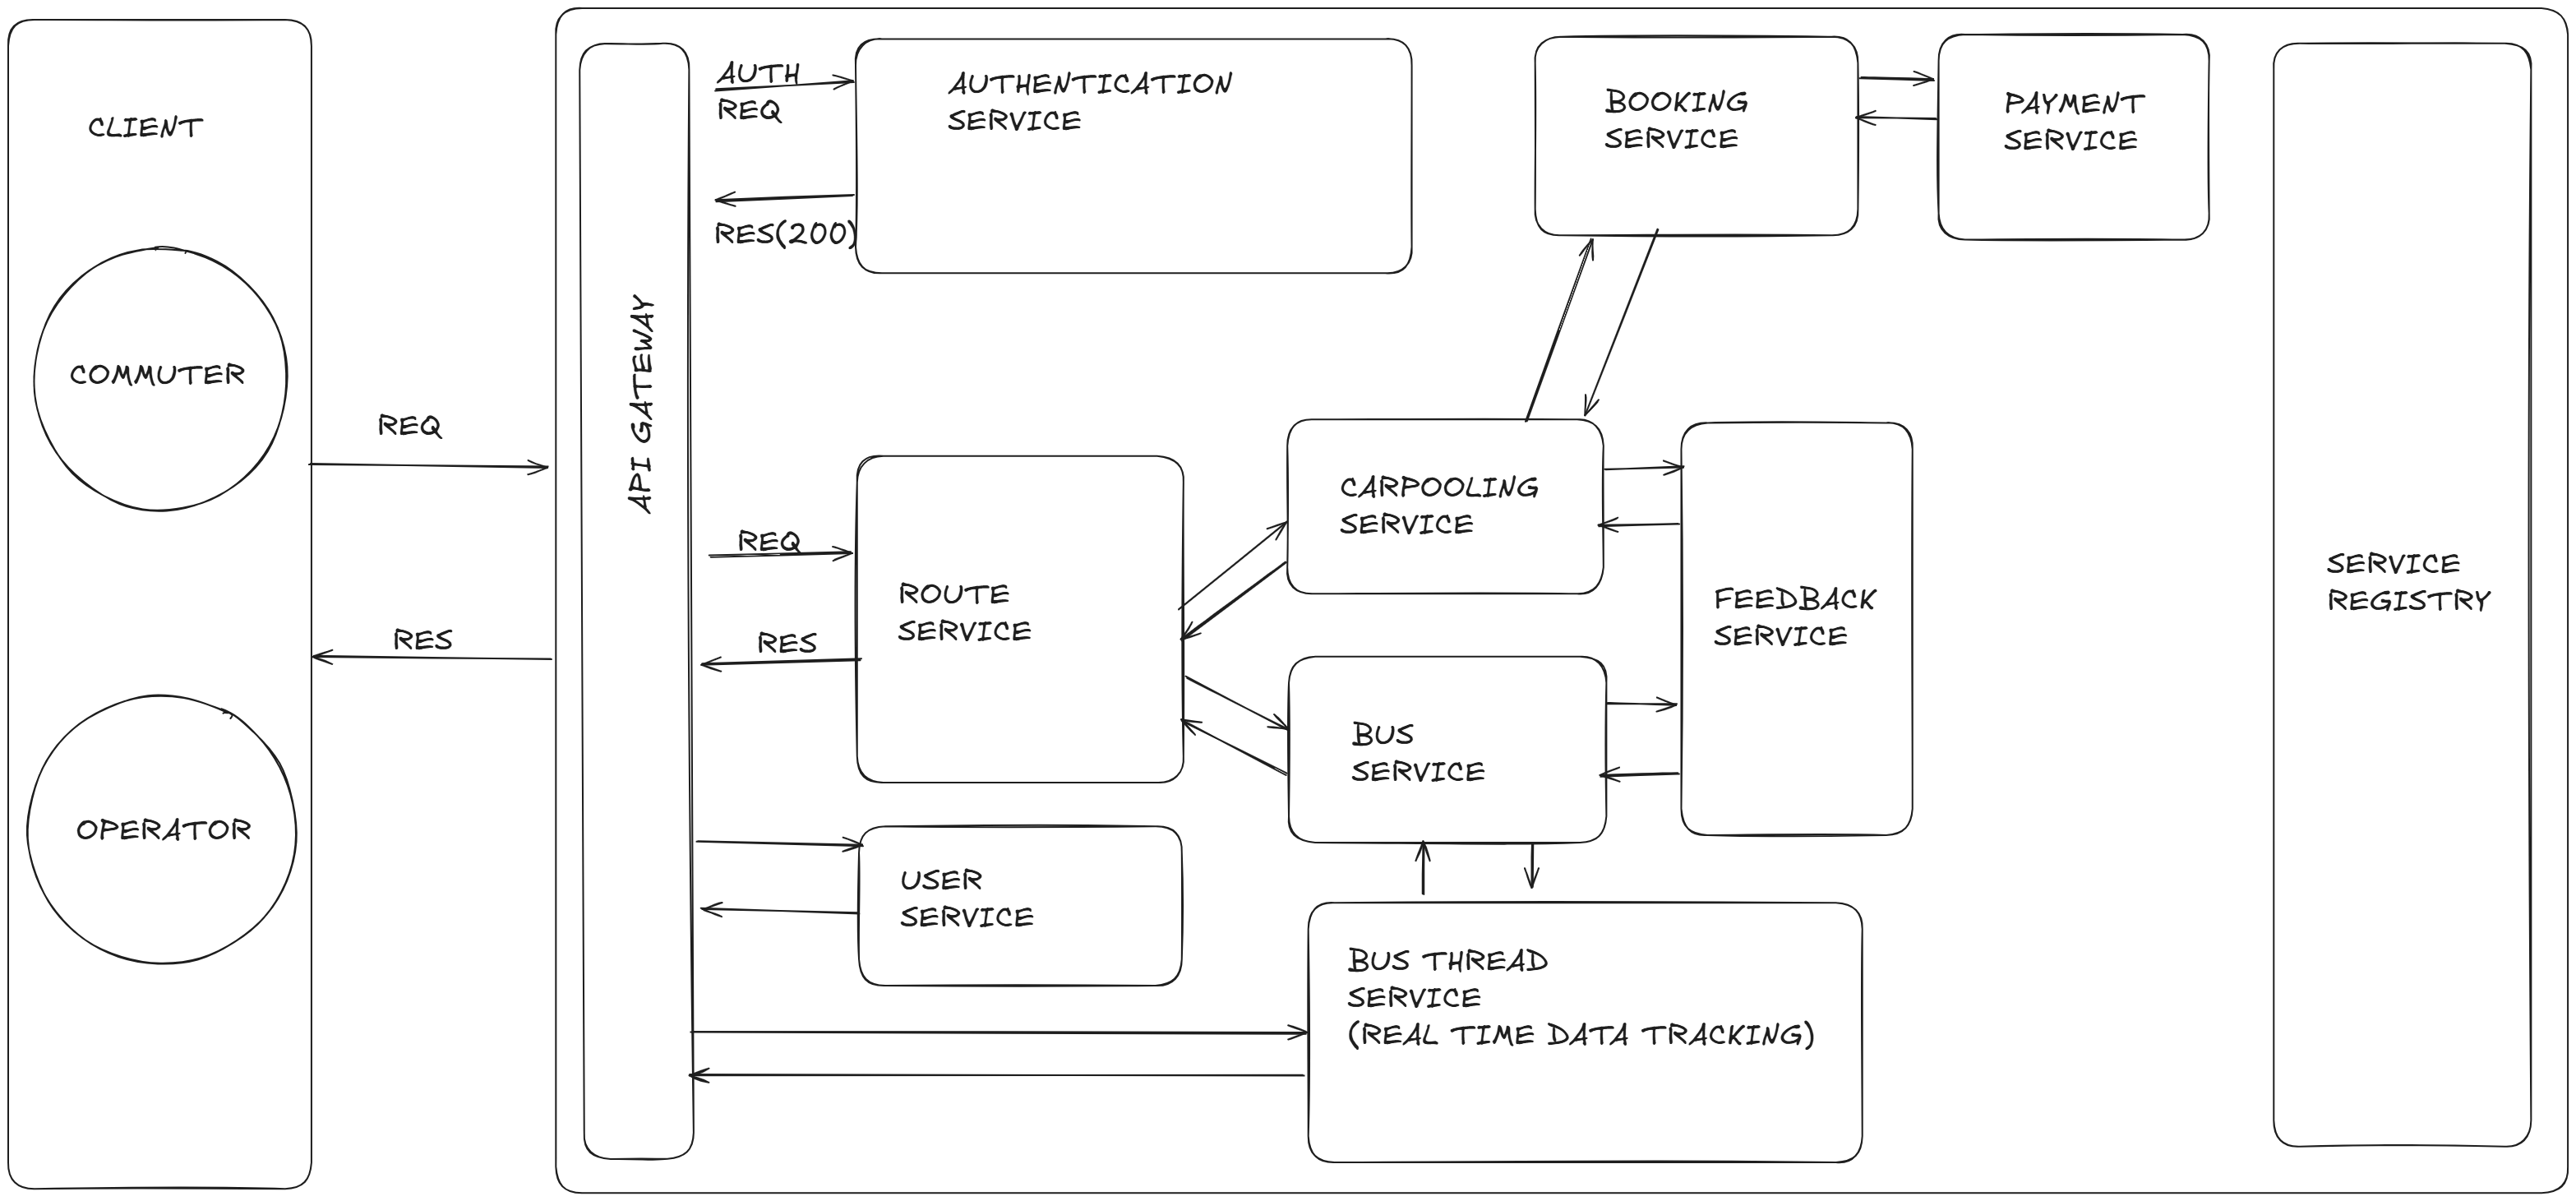 CLIENT
COMMUTER
OPERATOR
REQ
RES
API GATEWAY
AUTH
REQ
RES(200)
AUTHENTICATION
SERVICE
BOOKING
SERVICE
PAYMENT
SERVICE
REQ
RES
ROUTE
SERVICE
CARPOOLING
SERVICE
FEEDBACK
SERVICE
BUS
SERVICE
USER
SERVICE
BUS THREAD
SERVICE
(REAL TIME DATA TRACKING)
SERVICE
REGISTRY